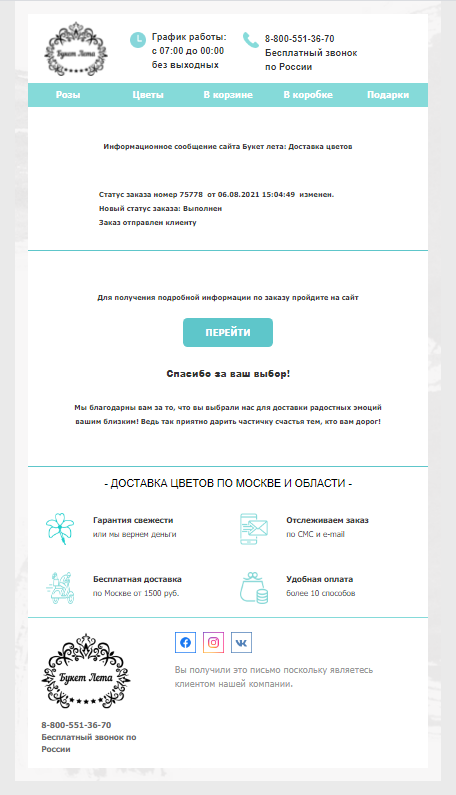 Букет Лета
График работы:
с 07:00 до 00:00
без выходных
8-800-551-36-70
Бесплатный звонок
по России
Розы Цветы В корзине В коробке Подарки
Информационное сообщение сайта Букет лета: Доставка цветов
Статус заказа номер 75778 от 06.08.2021 15:04:49 изменен.
Новый статус заказа: Выполнен
Заказ отправлен клиенту
Для получения подробной информации по заказу пройдите на сайт
ПЕРЕЙТИ
Спасибо за ваш выбор!
Мы благодарны вам за то, что вы выбрали нас для доставки радостных эмоций
вашим близким! Ведь так приятно дарить частичку счастья тем, кто вам дорог!
- ДОСТАВКА ЦВЕТОВ ПО МОСКВЕ И ОБЛАСТИ -
Гарантия свежести
или мы вернем деньги
Отслеживаем заказ
по СМС и e-mail
Бесплатная доставка
по Москве от 1500 руб.
Удобная оплата
более 10 способов
Букет Лета
8-800-551-36-70
Бесплатный звонок по
России
Вы получили это письмо поскольку являетесь
клиентом нашей компании.